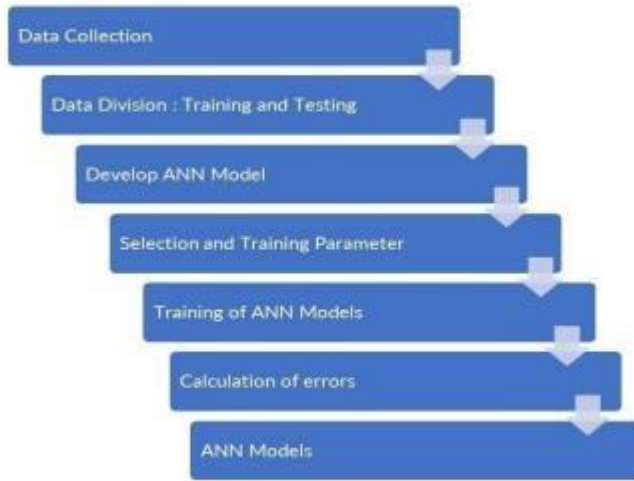 Data Collection
Data Division : Training and Testing
Develop ANN Model
Selection and Training Parameter
Training of ANN Models
Calculation of errors
ANN Models